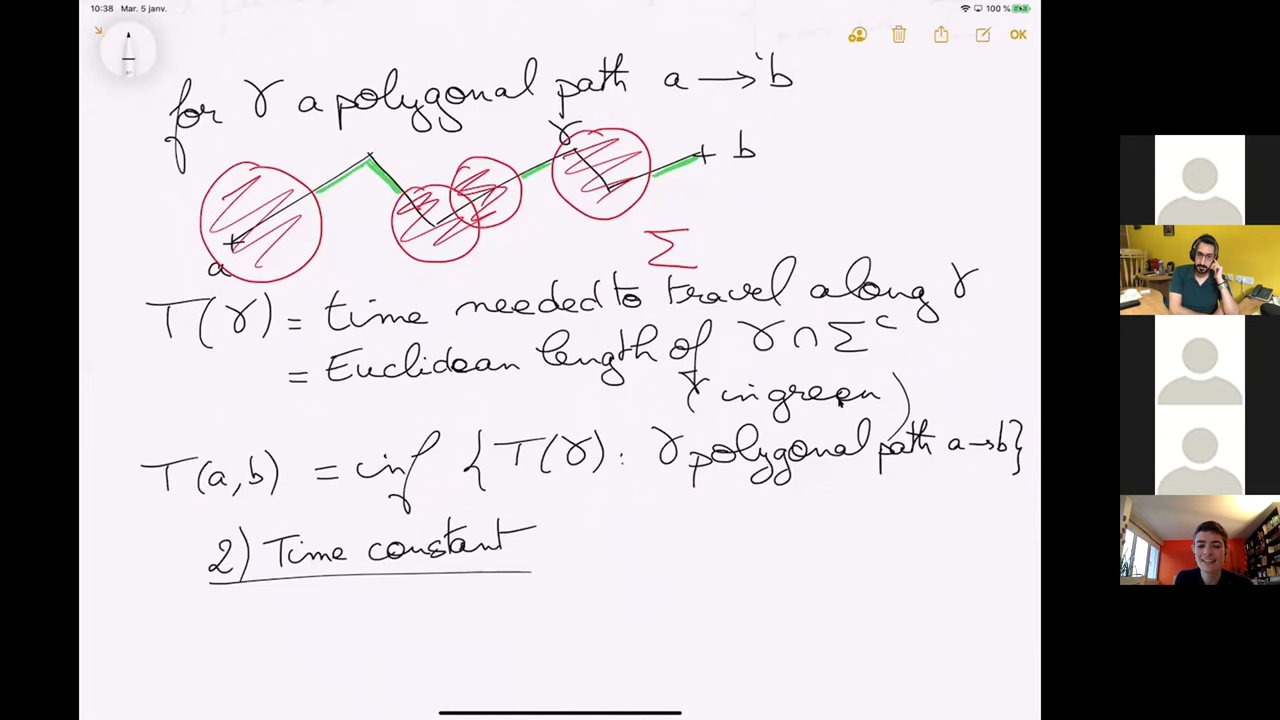 10:38 Mar. 5 janv.
100 %
OK
for γ a polygonal path a → b
γ
b
a
Σ
T(γ) = time needed to travel along γ
= Euclidean length of γ ∩ Σᶜ
(in green)
T(a,b) = inf {T(γ) : γ polygonal path a→b}
2) Time constant